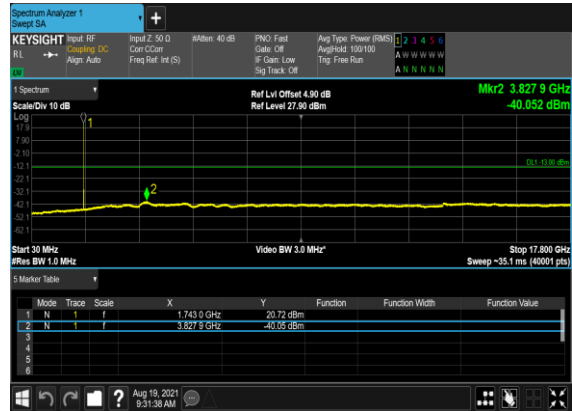 Spectrum Analyzer 1
Swept SA
+
KEYSIGHT
RL
LW
Input: RF
Coupling: DC
Align: Auto
Input Z: 50 Ω
Corr CCorr
Freq Ref: Int (S)
#Atten: 40 dB
PNO: Fast
Gate: Off
IF Gain: Low
Sig Track: Off
Avg Type: Power (RMS)
Avg|Hold: 100/100
Trig: Free Run
1 2 3 4 5 6
A W W W W W
A N N N N N
1 Spectrum
Scale/Div 10 dB
Ref Lvl Offset 4.90 dB
Ref Level 27.90 dBm
Mkr2 3.827 9 GHz
-40.052 dBm
Log
17.9
7.90
-2.10
-12.1
-22.1
-32.1
-42.1
-52.1
-62.1
1
2
DL1 -13.00 dBm
Start 30 MHz
#Res BW 1.0 MHz
Video BW 3.0 MHz*
Stop 17.800 GHz
Sweep ~35.1 ms (40001 pts)
5 Marker Table
Mode Trace Scale X Y Function Function Width Function Value
1 N 1 f 1.743 0 GHz 20.72 dBm
2 N 1 f 3.827 9 GHz -40.05 dBm
3
4
5
6
?
Aug 19, 2021
9:31:38 AM